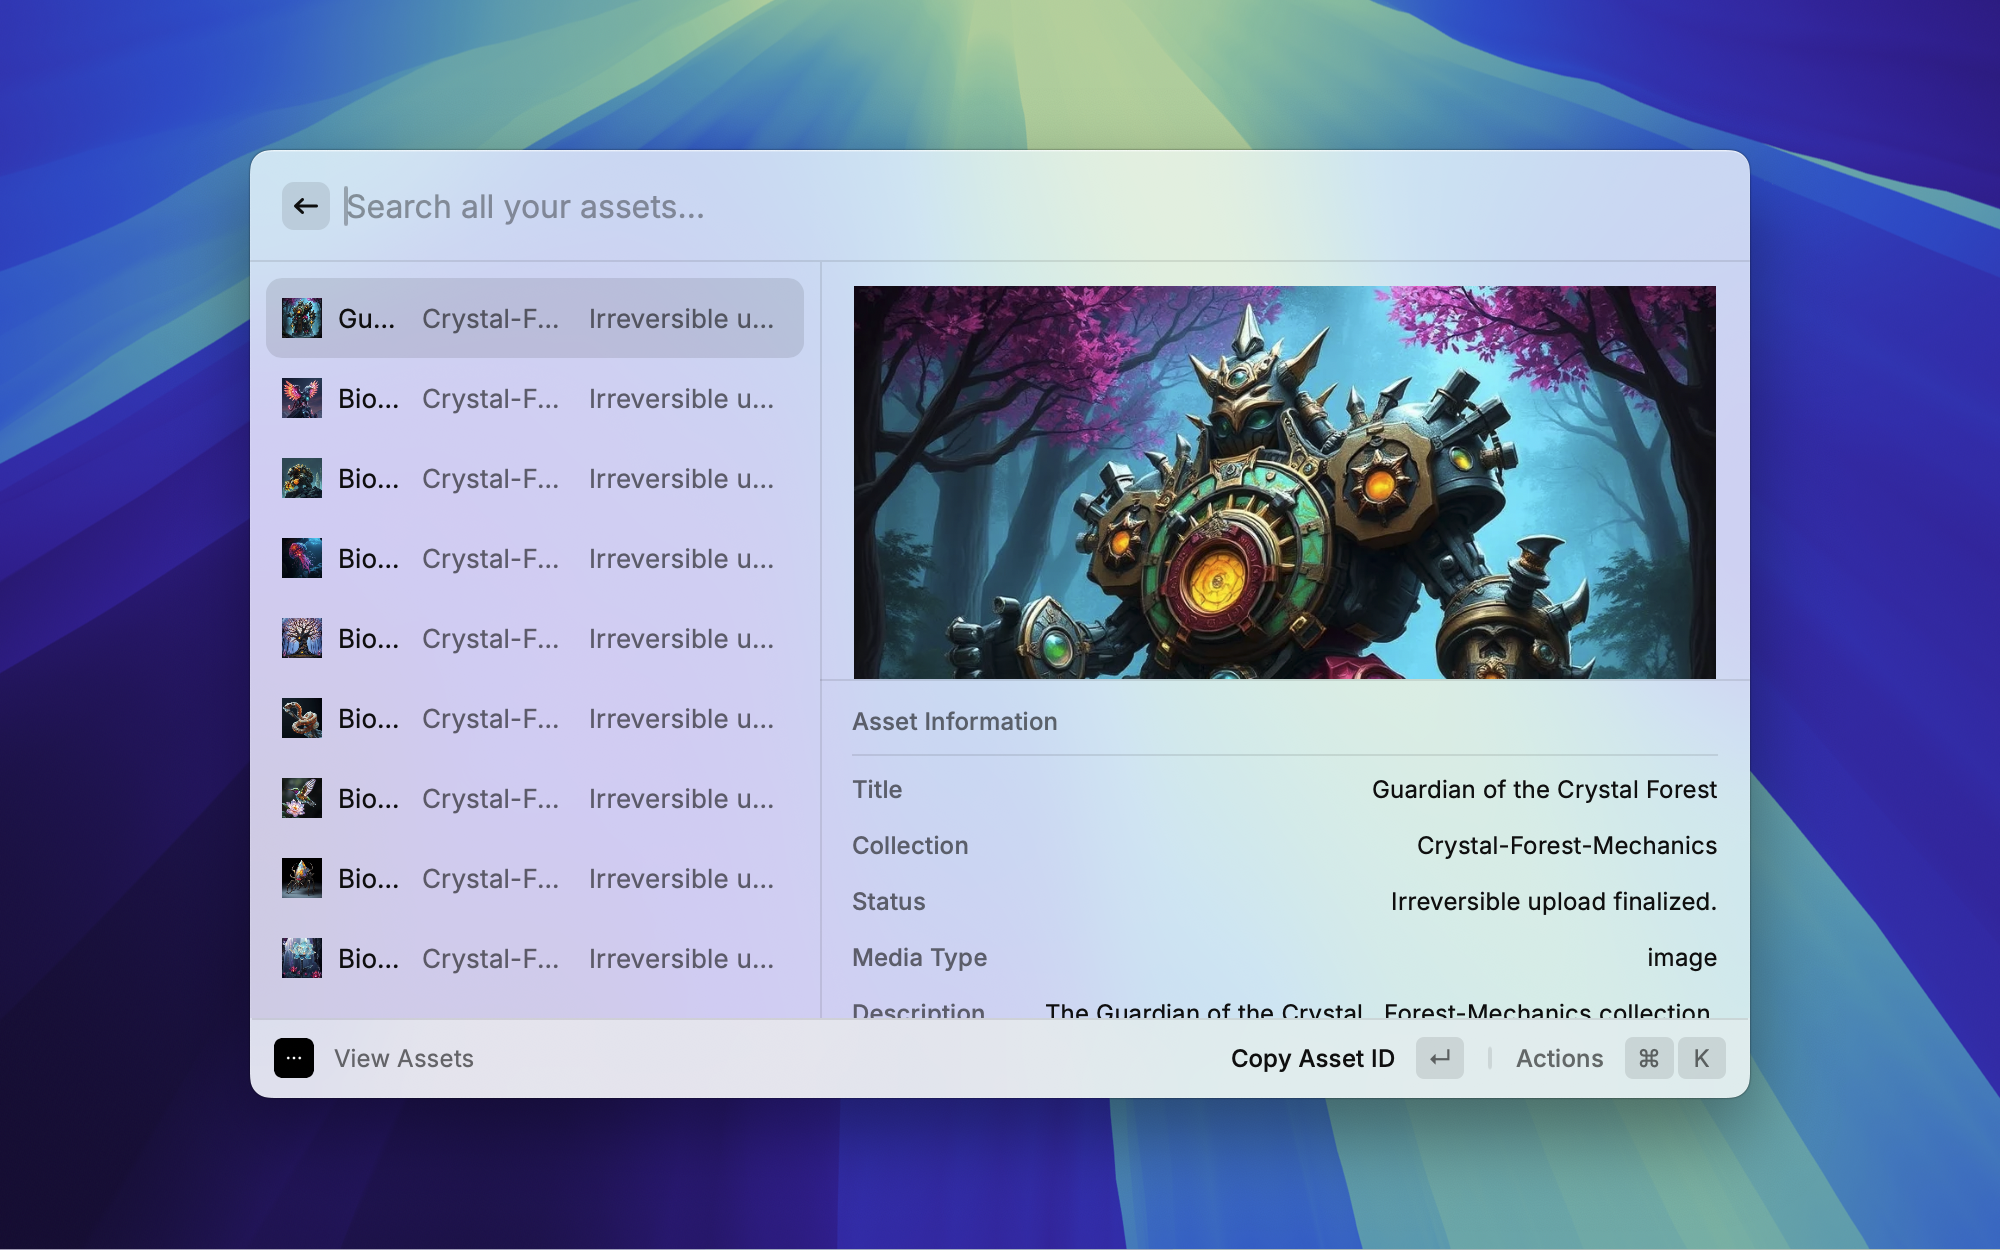 Search all your assets...
Gu... Crystal-F... Irreversible u...
Bio... Crystal-F... Irreversible u...
Bio... Crystal-F... Irreversible u...
Bio... Crystal-F... Irreversible u...
Bio... Crystal-F... Irreversible u...
Bio... Crystal-F... Irreversible u...
Bio... Crystal-F... Irreversible u...
Bio... Crystal-F... Irreversible u...
Bio... Crystal-F... Irreversible u...
Asset Information
Title Guardian of the Crystal Forest
Collection Crystal-Forest-Mechanics
Status Irreversible upload finalized.
Media Type image
Description The Guardian of the Crystal Forest-Mechanics collection
View Assets
Copy Asset ID ↵ Actions ⌘ K